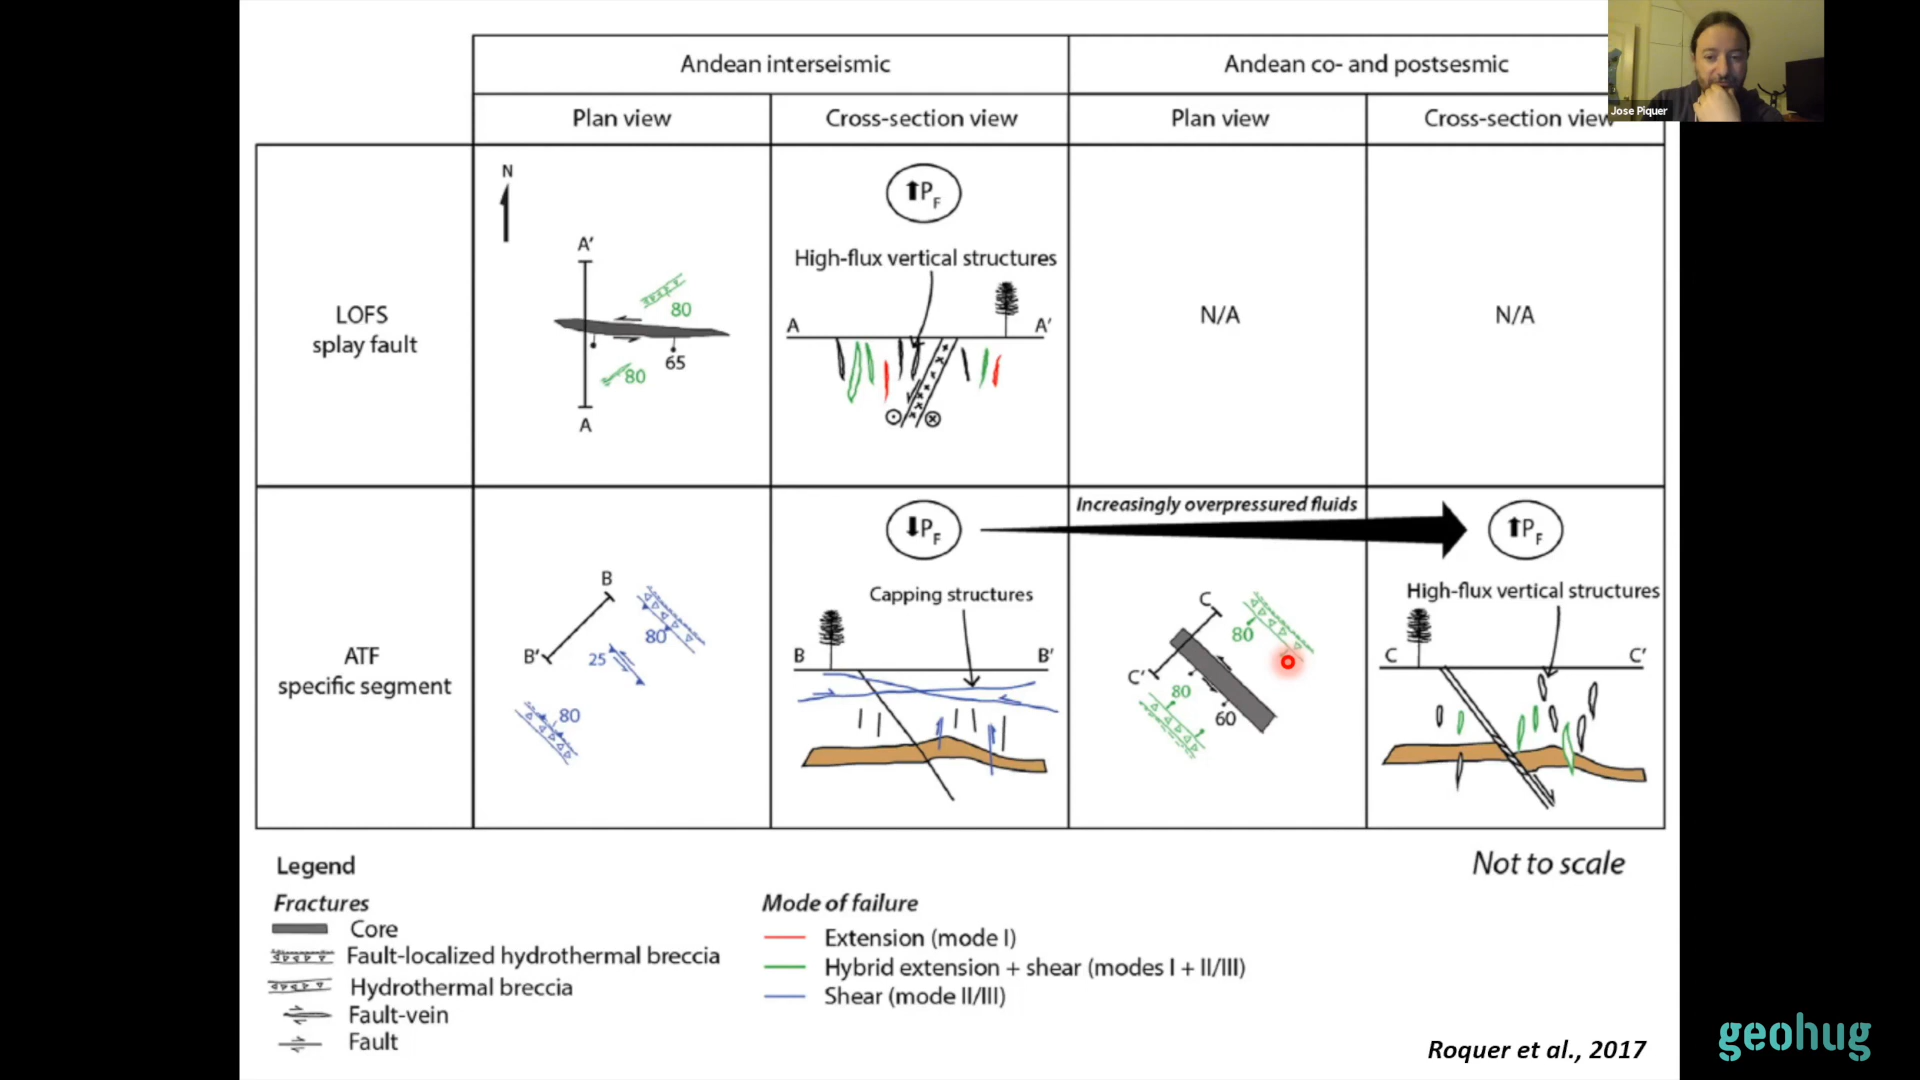 Andean interseismic
Andean co- and postsesmic
Plan view
Cross-section view
Plan view
Cross-section view
Jose Piquer
LOFS
splay fault
N
A'
80
65
80
A
↑PF
High-flux vertical structures
A
A'
N/A
N/A
ATF
specific segment
B
B'
80
25
80
↓PF
Increasingly overpressured fluids
↑PF
Capping structures
B
B'
C
C'
80
80
60
High-flux vertical structures
C
C'
Not to scale
Legend
Fractures
Core
Fault-localized hydrothermal breccia
Hydrothermal breccia
Fault-vein
Fault
Mode of failure
Extension (mode I)
Hybrid extension + shear (modes I + II/III)
Shear (mode II/III)
Roquer et al., 2017
geohug